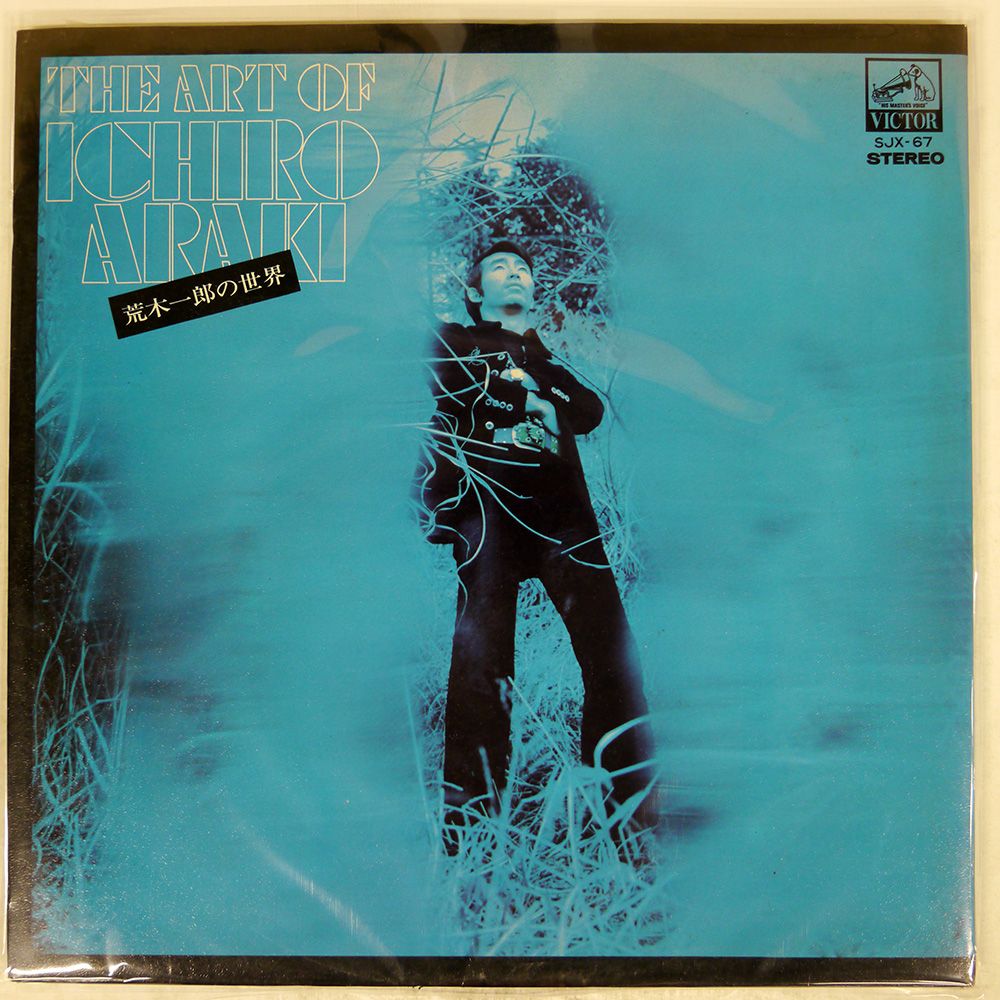 THE ART OF
ICHIRO
ARAKI
荒木一郎の世界
"HIS MASTER'S VOICE"
VICTOR
SJX-67
STEREO